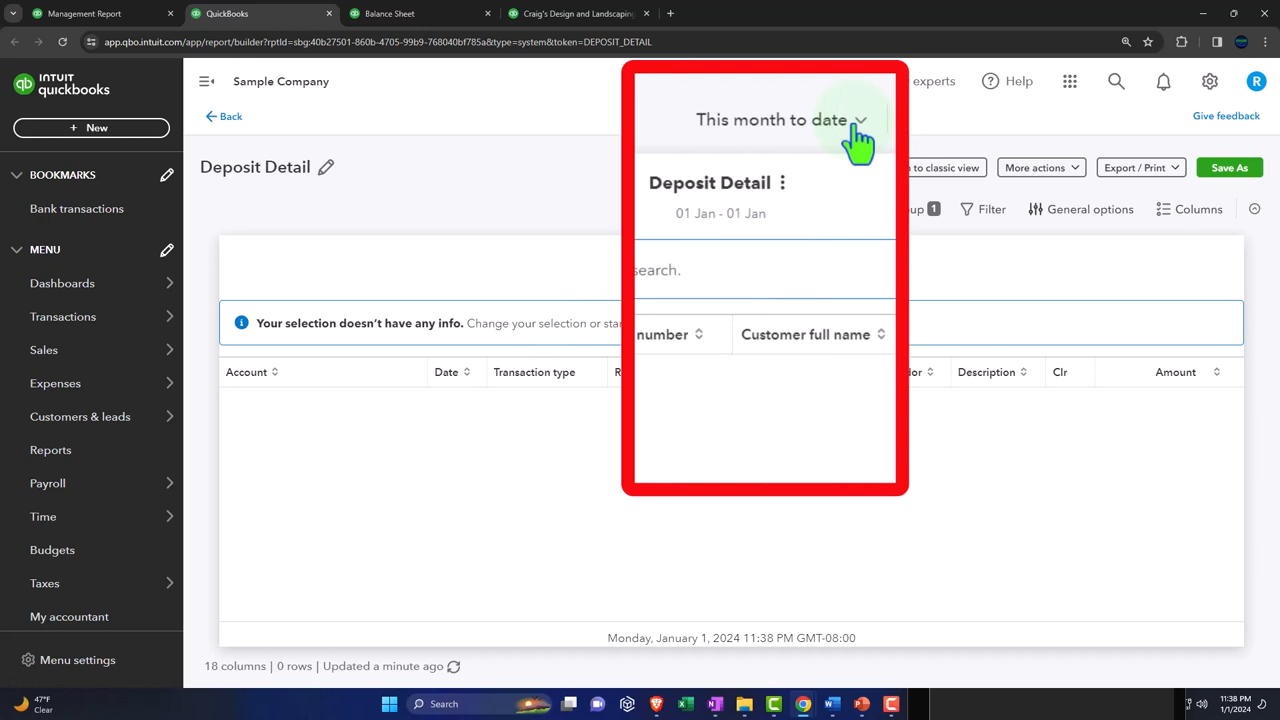 Management Report
QuickBooks
Balance Sheet
Craig's Design and Landscaping
app.qbo.intuit.com/app/report/builder?rptId=sbg:40b27501-860b-4705-99b9-768040bf785a&type=system&token=DEPOSIT_DETAIL
INTUIT
quickbooks
+ New
BOOKMARKS
Bank transactions
MENU
Dashboards
Transactions
Sales
Expenses
Customers & leads
Reports
Payroll
Time
Budgets
Taxes
My accountant
Menu settings
Sample Company
experts
Help
R
Back
Give feedback
Deposit Detail
to classic view
More actions
Export / Print
Save As
up 1
Filter
General options
Columns
This month to date
Deposit Detail
01 Jan - 01 Jan
search.
number
Customer full name
Your selection doesn't have any info. Change your selection or star
Account
Date
Transaction type
dor
Description
Clr
Amount
Monday, January 1, 2024 11:38 PM GMT-08:00
18 columns | 0 rows | Updated a minute ago
47°F
Clear
Search
11:38 PM
1/1/2024